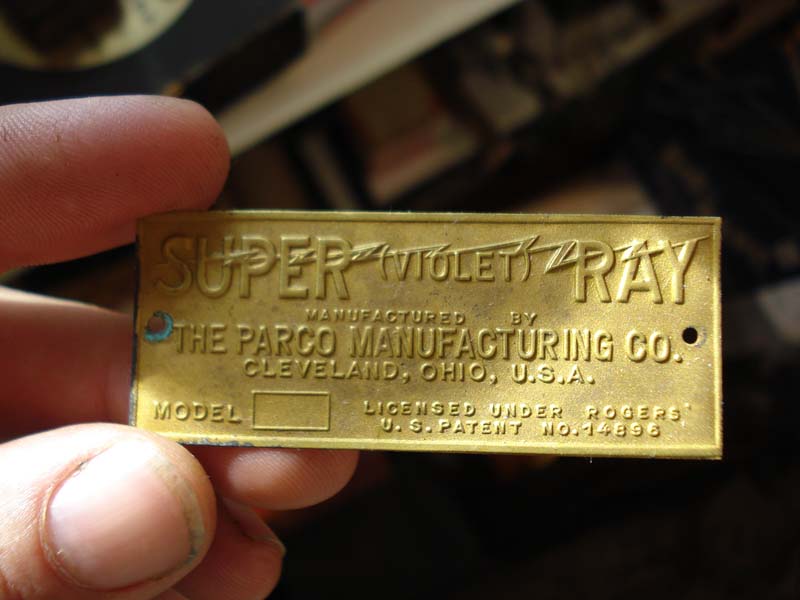 SUPER (VIOLET) RAY
MANUFACTURED BY
THE PARCO MANUFACTURING CO.
CLEVELAND, OHIO, U.S.A.
MODEL
LICENSED UNDER ROGERS'
U.S. PATENT NO. 14896